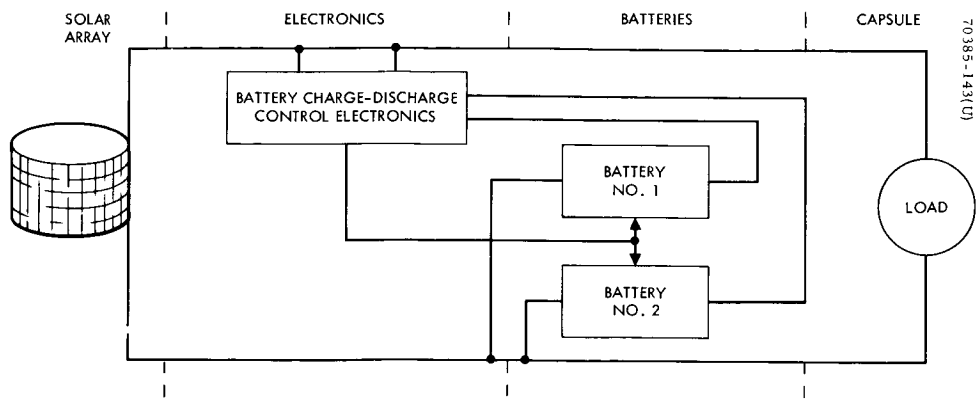 SOLAR
ARRAY
ELECTRONICS
BATTERIES
CAPSULE
BATTERY CHARGE-DISCHARGE
CONTROL ELECTRONICS
BATTERY
NO. 1
BATTERY
NO. 2
LOAD
70385-143(U)